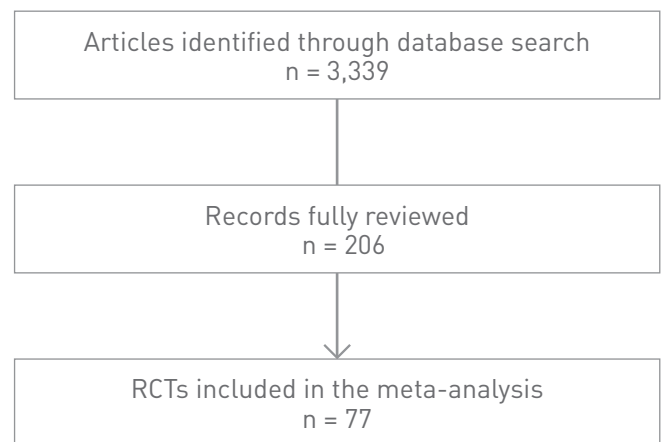 Articles identified through database search
n = 3,339
Records fully reviewed
n = 206
RCTs included in the meta-analysis
n = 77